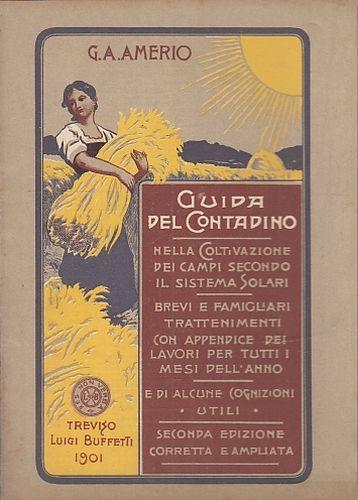 G. A. AMERIO
GUIDA
DEL CONTADINO
NELLA COLTIVAZIONE
DEI CAMPI SECONDO
IL SISTEMA SOLARI
BREVI E FAMIGLIARI
TRATTENIMENTI
CON APPENDICE DEI
LAVORI PER TUTTI I
MESI DELL'ANNO
E DI ALCUNE COGNIZIONI
· UTILI ·
SECONDA EDIZIONE
CORRETTA E AMPLIATA
TREVISO
LUIGI BUFFETTI
1901